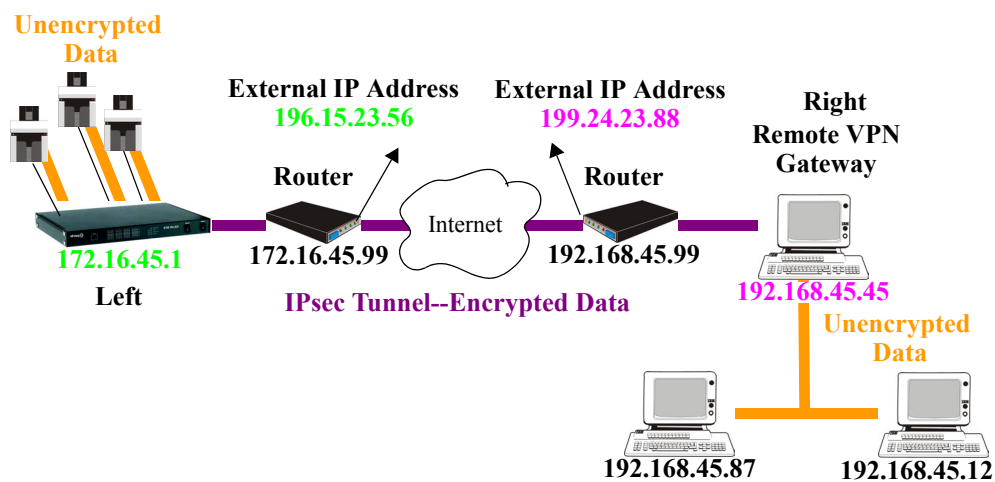 Unencrypted
Data
External IP Address
196.15.23.56
External IP Address
199.24.23.88
Right
Remote VPN
Gateway
Router
Router
Internet
172.16.45.1
Left
172.16.45.99
192.168.45.99
192.168.45.45
IPsec Tunnel--Encrypted Data
Unencrypted
Data
192.168.45.87
192.168.45.12